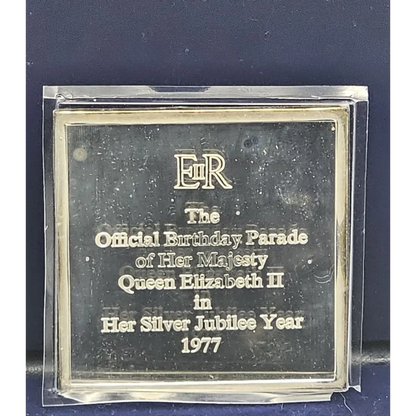 EIIR
The
Official Birthday Parade
of Her Majesty
Queen Elizabeth II
in
Her Silver Jubilee Year
1977